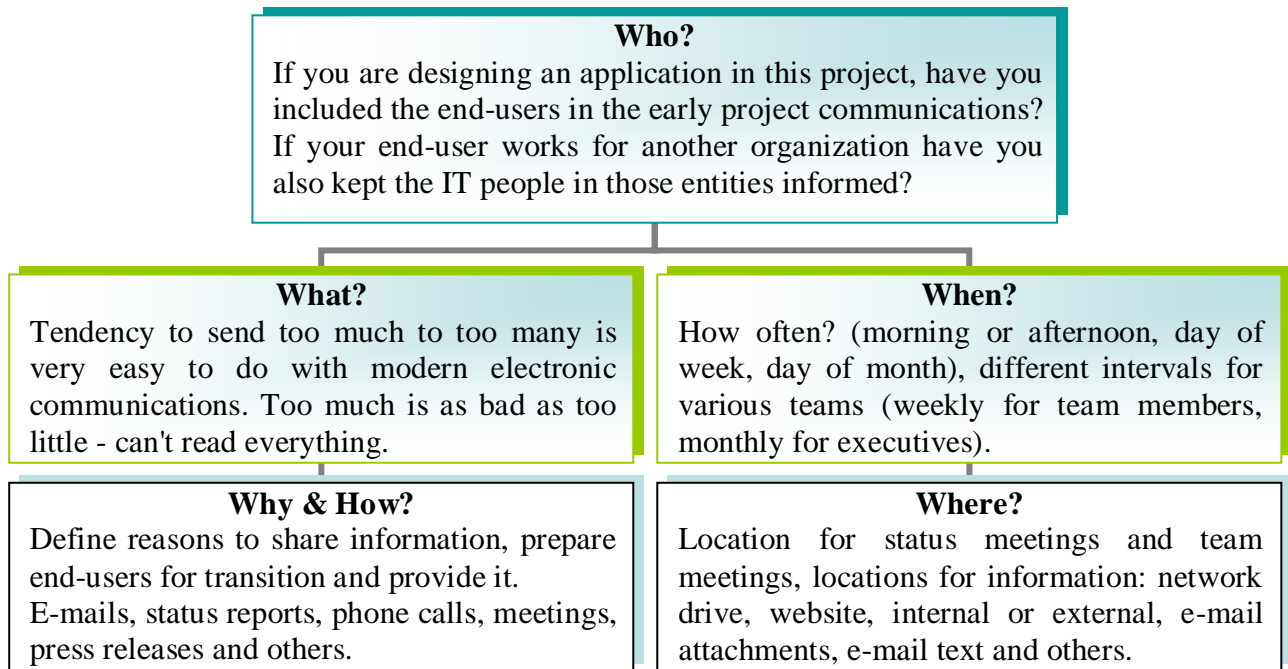 Who?
If you are designing an application in this project, have you
included the end-users in the early project communications?
If your end-user works for another organization have you
also kept the IT people in those entities informed?
What?
Tendency to send too much to too many is
very easy to do with modern electronic
communications. Too much is as bad as too
little - can't read everything.
When?
How often? (morning or afternoon, day of
week, day of month), different intervals for
various teams (weekly for team members,
monthly for executives).
Why & How?
Define reasons to share information, prepare
end-users for transition and provide it.
E-mails, status reports, phone calls, meetings,
press releases and others.
Where?
Location for status meetings and team
meetings, locations for information: network
drive, website, internal or external, e-mail
attachments, e-mail text and others.